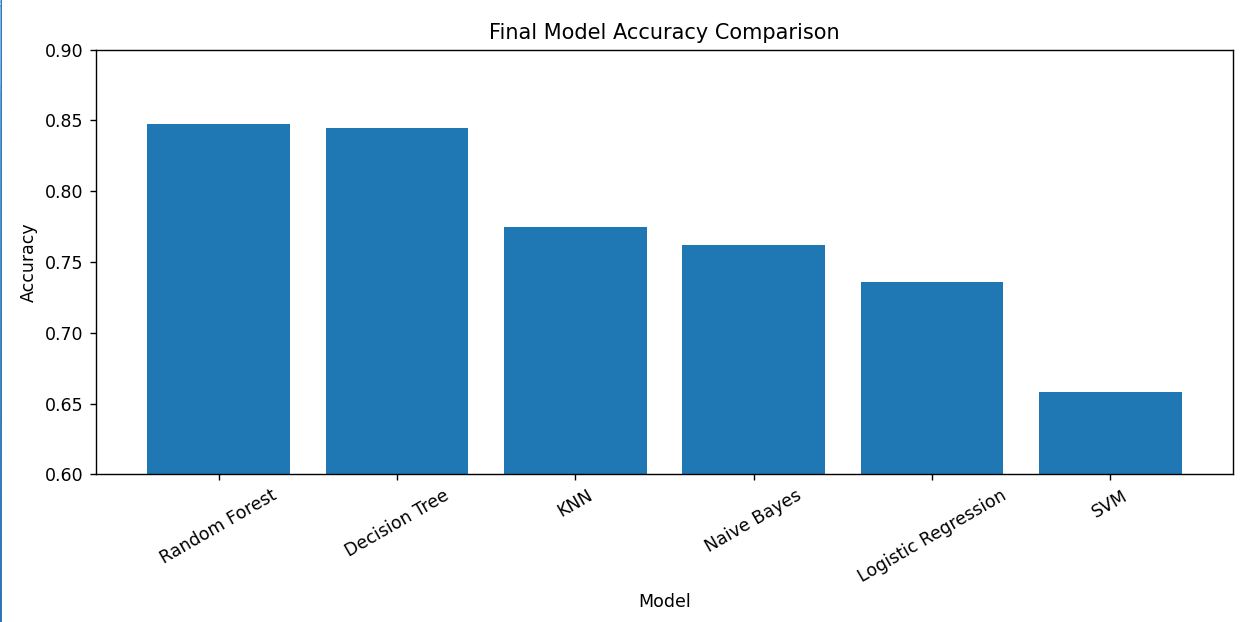 Final Model Accuracy Comparison
0.90
0.85
0.80
0.75
0.70
0.65
0.60
Accuracy
Random Forest
Decision Tree
KNN
Naive Bayes
Logistic Regression
SVM
Model